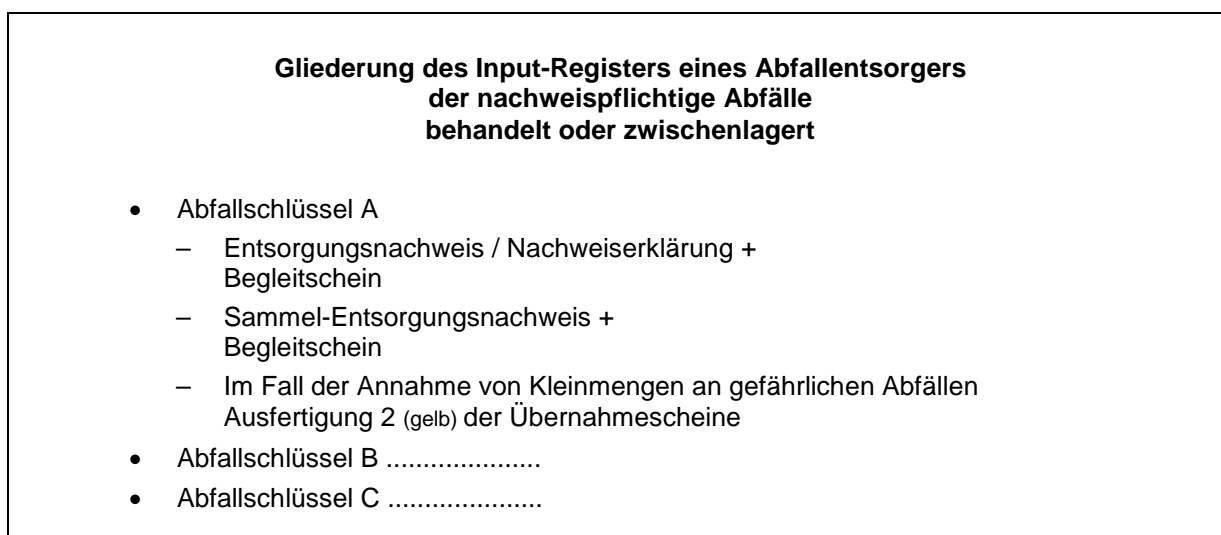 Gliederung des Input-Registers eines Abfallentsorgers
der nachweispflichtige Abfälle
behandelt oder zwischenlagert
• Abfallschlüssel A
– Entsorgungsnachweis / Nachweiserklärung +
Begleitschein
– Sammel-Entsorgungsnachweis +
Begleitschein
– Im Fall der Annahme von Kleinmengen an gefährlichen Abfällen
Ausfertigung 2 (gelb) der Übernahmescheine
• Abfallschlüssel B .....................
• Abfallschlüssel C .....................